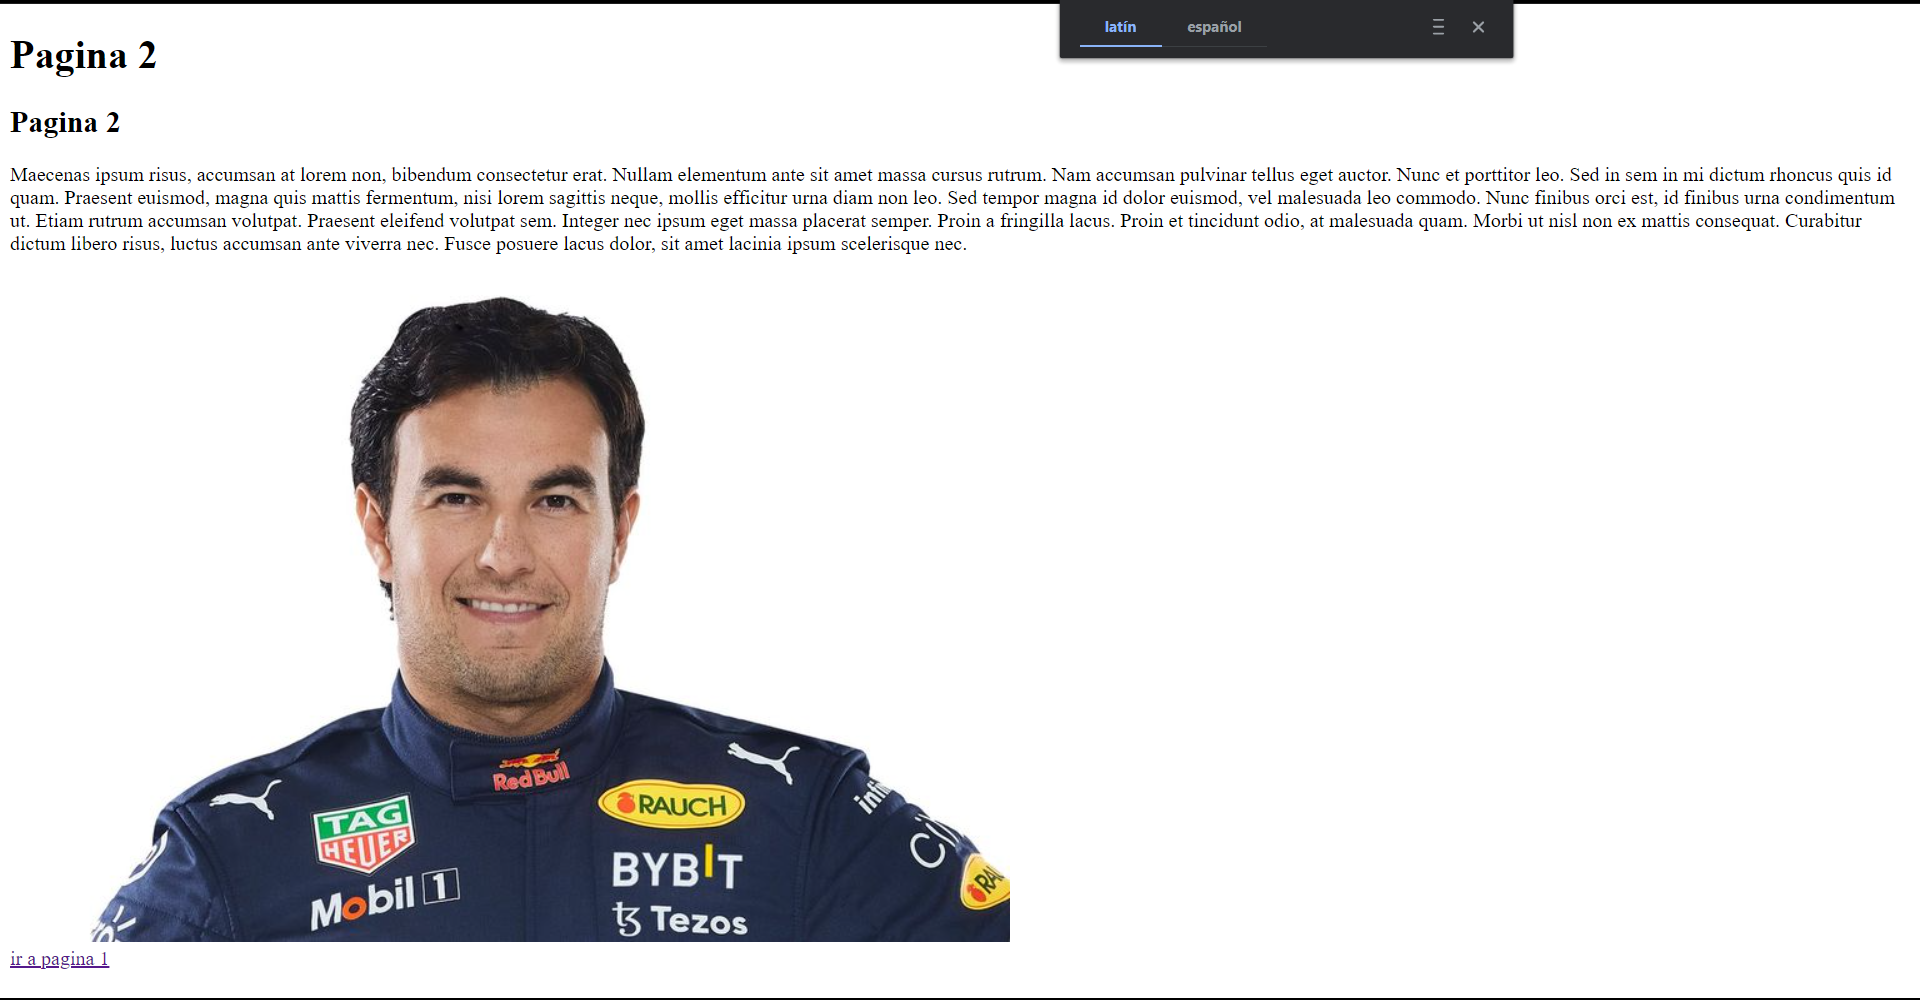 latín español
Pagina 2
Pagina 2
Maecenas ipsum risus, accumsan at lorem non, bibendum consectetur erat. Nullam elementum ante sit amet massa cursus rutrum. Nam accumsan pulvinar tellus eget auctor. Nunc et porttitor leo. Sed in sem in mi dictum rhoncus quis id
quam. Praesent euismod, magna quis mattis fermentum, nisi lorem sagittis neque, mollis efficitur urna diam non leo. Sed tempor magna id dolor euismod, vel malesuada leo commodo. Nunc finibus orci est, id finibus urna condimentum
ut. Etiam rutrum accumsan volutpat. Praesent eleifend volutpat sem. Integer nec ipsum eget massa placerat semper. Proin a fringilla lacus. Proin et tincidunt odio, at malesuada quam. Morbi ut nisl non ex mattis consequat. Curabitur
dictum libero risus, luctus accumsan ante viverra nec. Fusce posuere lacus dolor, sit amet lacinia ipsum scelerisque nec.
Red Bull
TAG
HEUER
RAUCH
BYBIT
Mobil 1
Tezos
ir a pagina 1